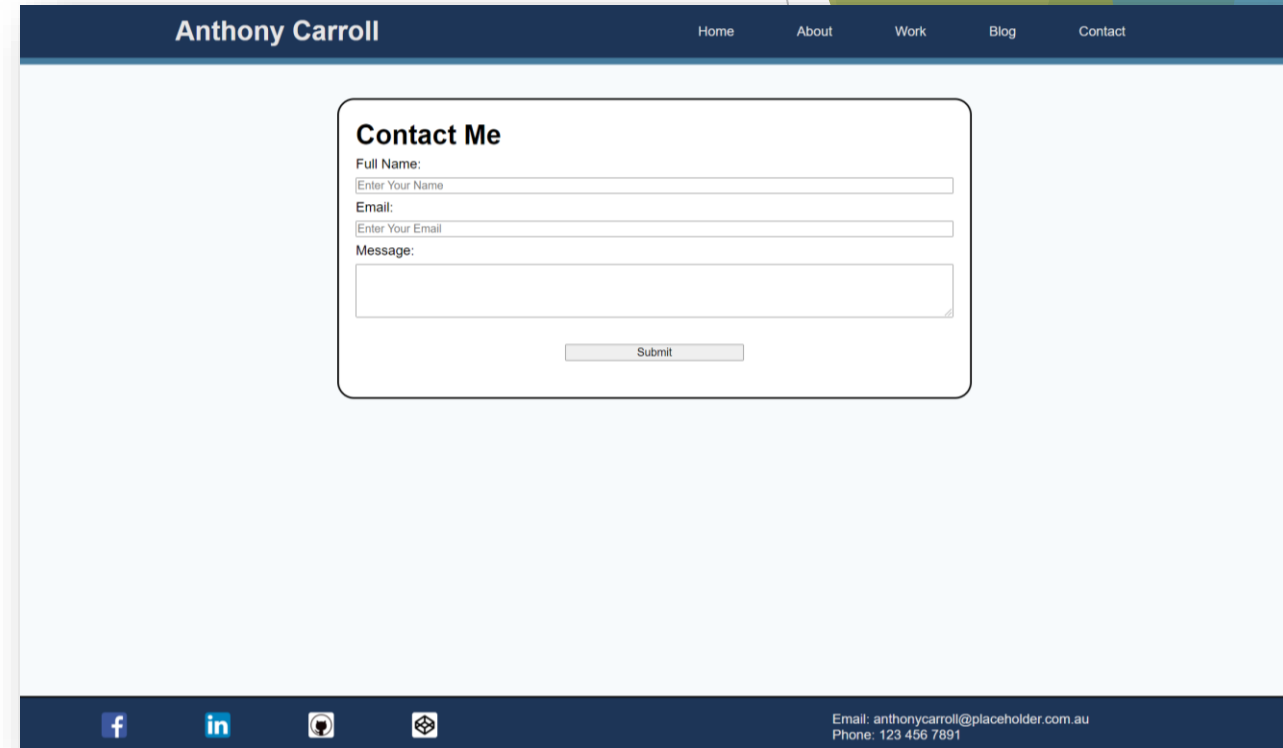 Anthony Carroll
Home About Work Blog Contact
Contact Me
Full Name:
Enter Your Name
Email:
Enter Your Email
Message:
Submit
f
in
Email: anthonycarroll@placeholder.com.au
Phone: 123 456 7891